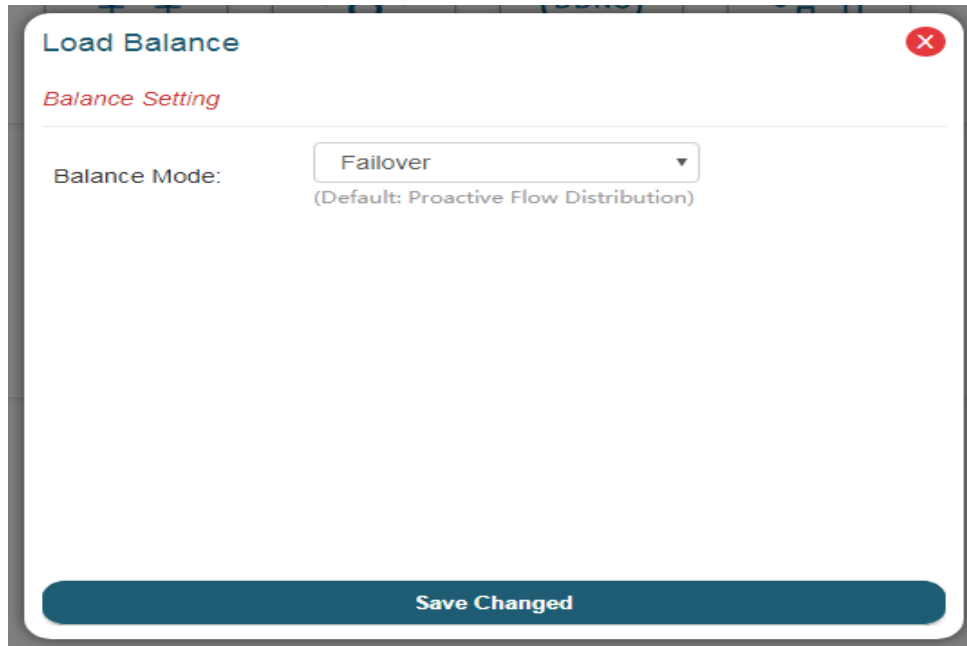 Load Balance
Balance Setting
Balance Mode:
Failover
(Default: Proactive Flow Distribution)
Save Changed